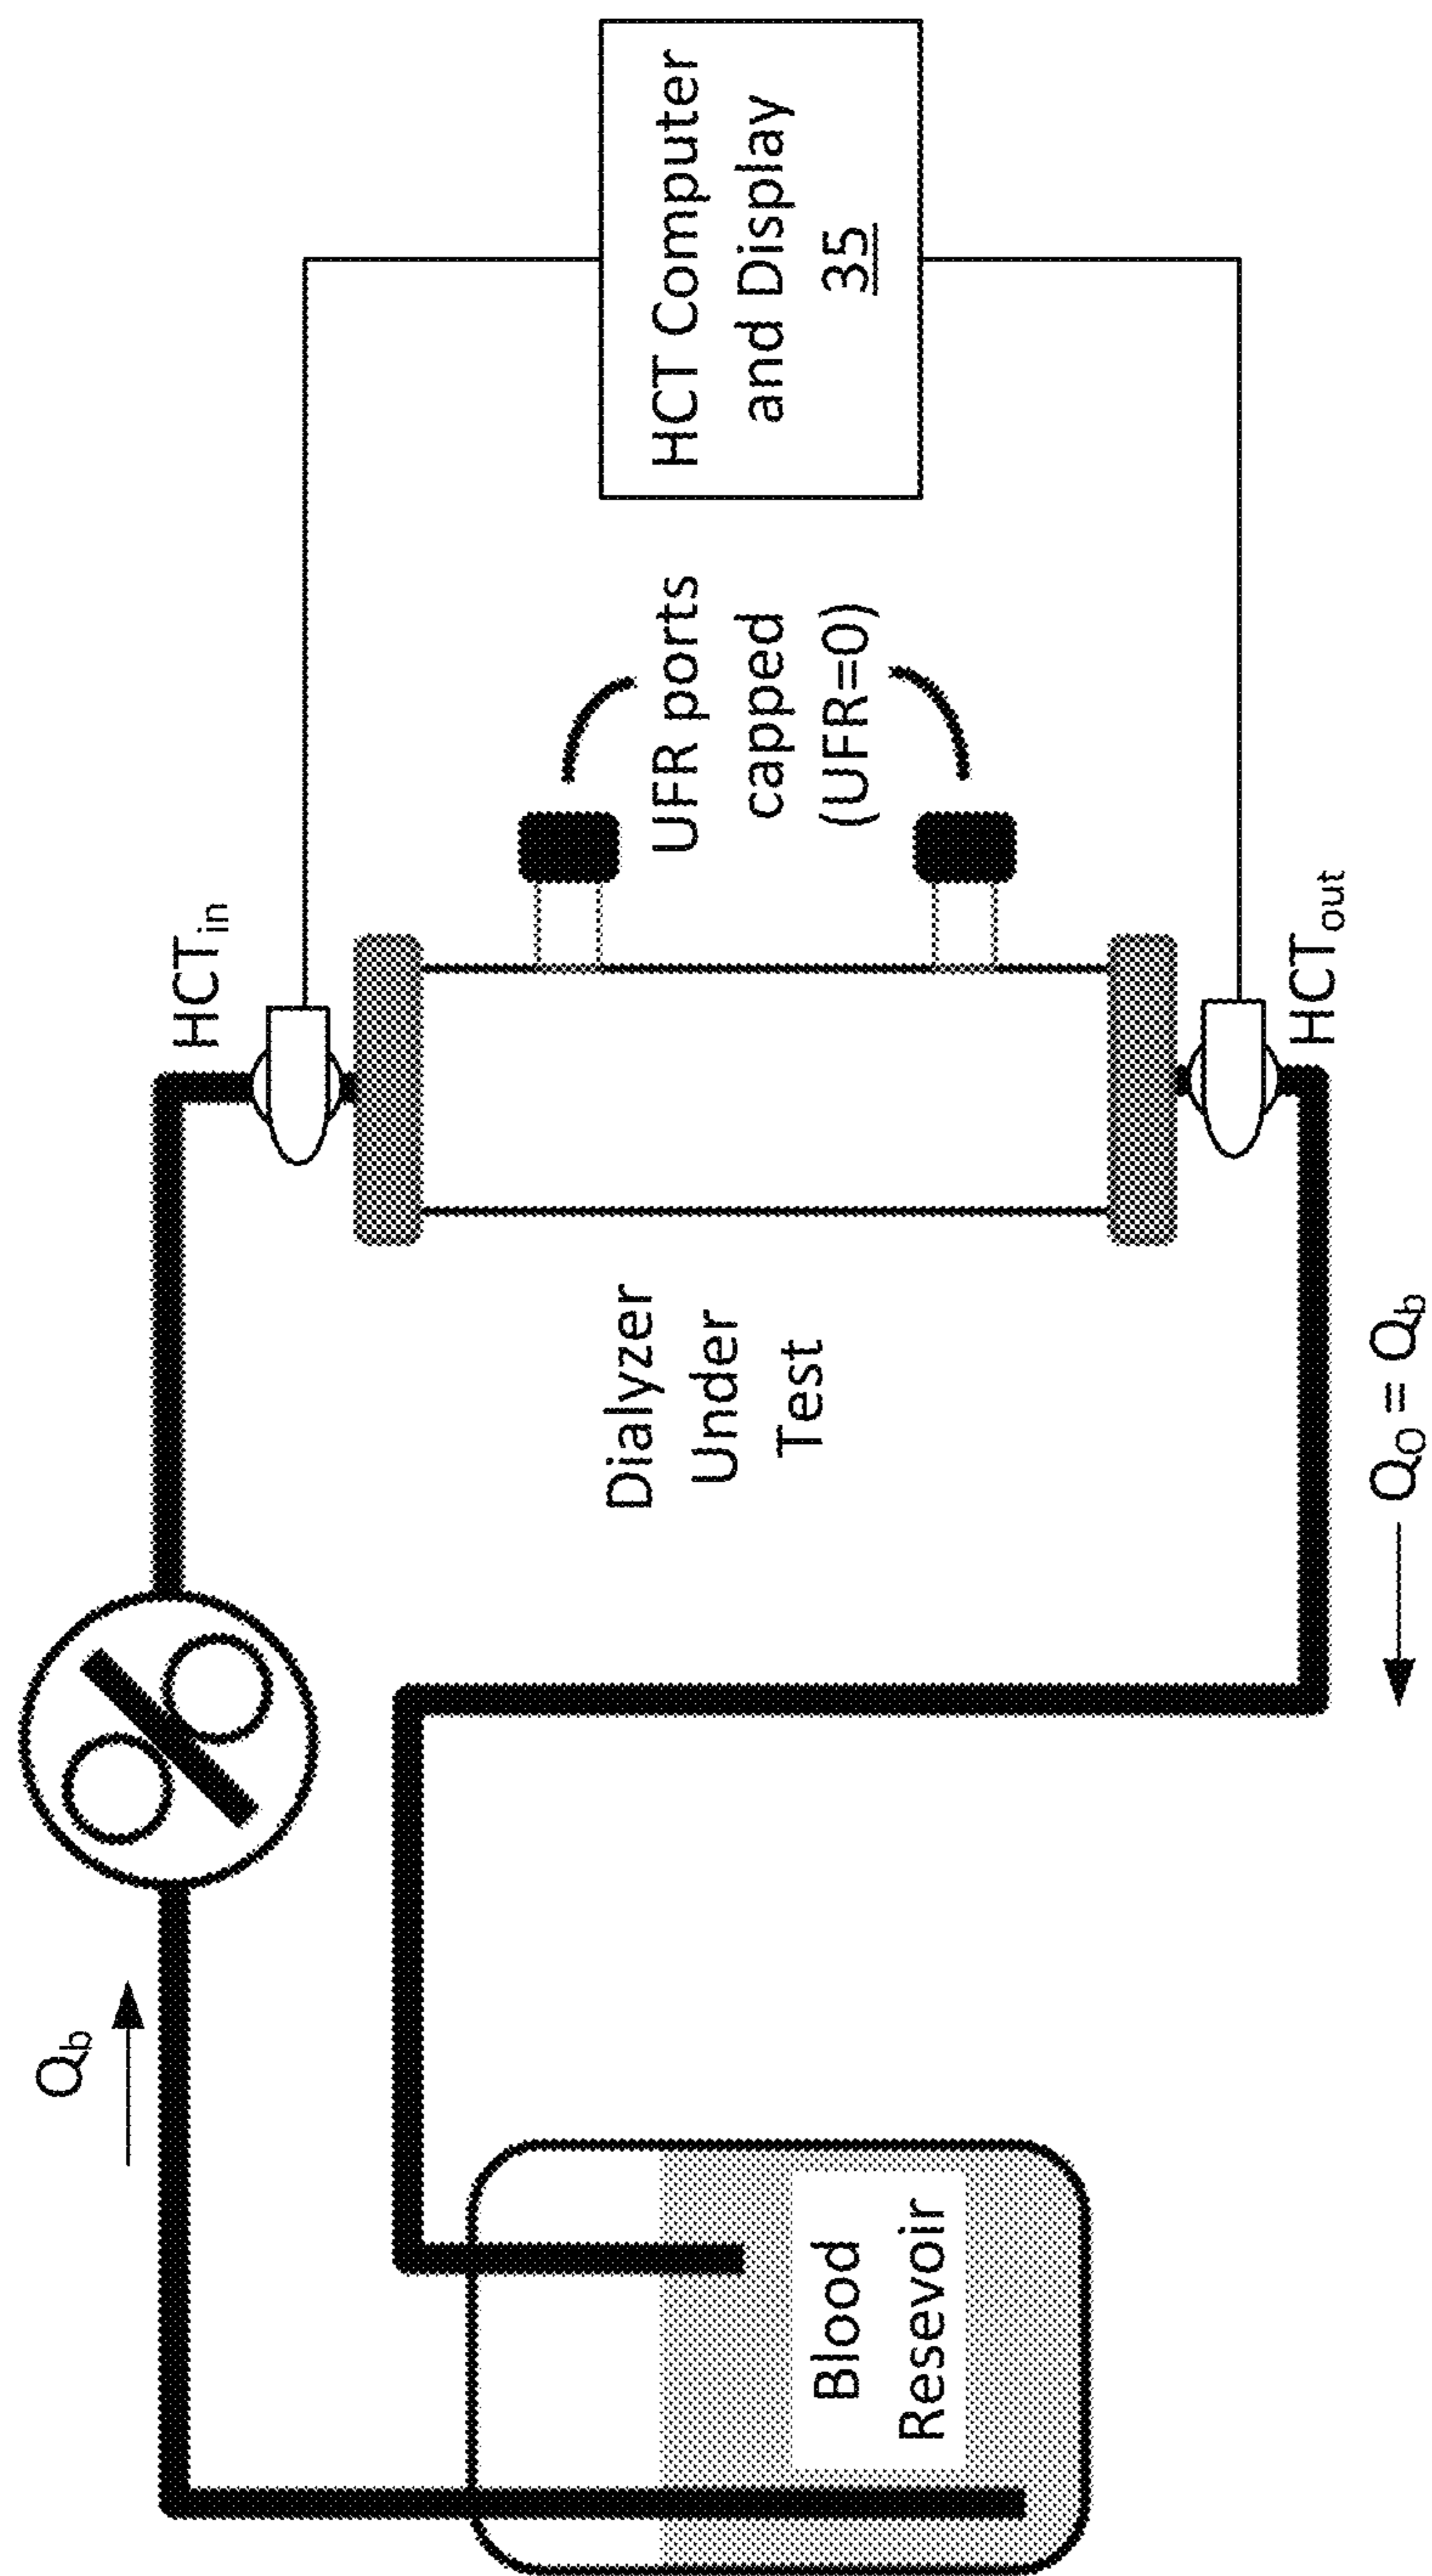 Q_b
HCT_in
HCT Computer
and Display
35
UFR ports
capped
(UFR=0)
Dialyzer
Under
Test
Blood
Resevoir
HCT_out
Q_O = Q_b